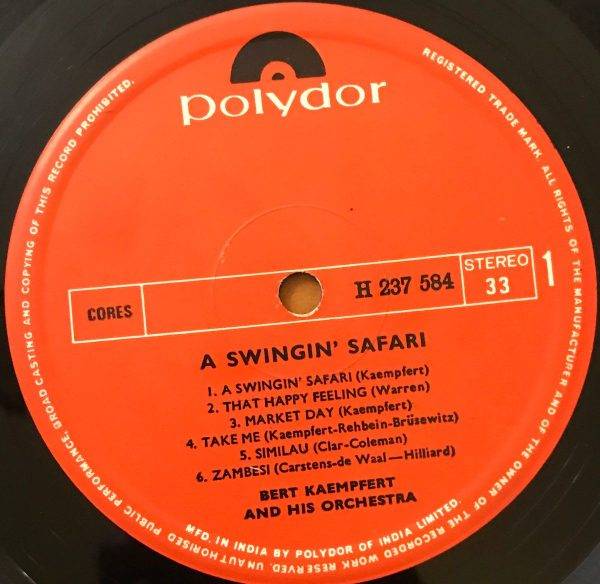 polydor
CORES
H 237 584
STEREO
33
1
A SWINGIN' SAFARI
1. A SWINGIN' SAFARI (Kaempfert)
2. THAT HAPPY FEELING (Warren)
3. MARKET DAY (Kaempfert)
4. TAKE ME (Kaempfert-Rehbein-Brüsewitz)
5. SIMILAU (Clar-Coleman)
6. ZAMBESI (Carstens-de Waal—Hilliard)
BERT KAEMPFERT
AND HIS ORCHESTRA
MFD. IN INDIA BY POLYDOR OF INDIA LIMITED.
REGISTERED TRADE MARK. ALL RIGHTS OF THE MANUFACTURER AND OF THE OWNER OF THE RECORDED WORK RESERVED. UNAUTHORISED PUBLIC PERFORMANCE, BROADCASTING AND COPYING OF THIS RECORD PROHIBITED.